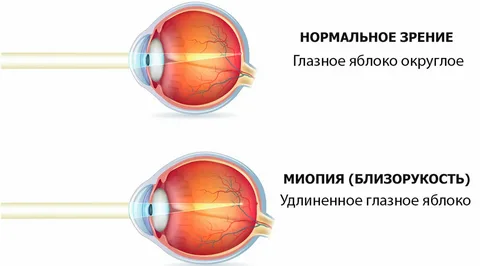 НОРМАЛЬНОЕ ЗРЕНИЕ
Глазное яблоко округлое
МИОПИЯ (БЛИЗОРУКОСТЬ)
Удлиненное глазное яблоко